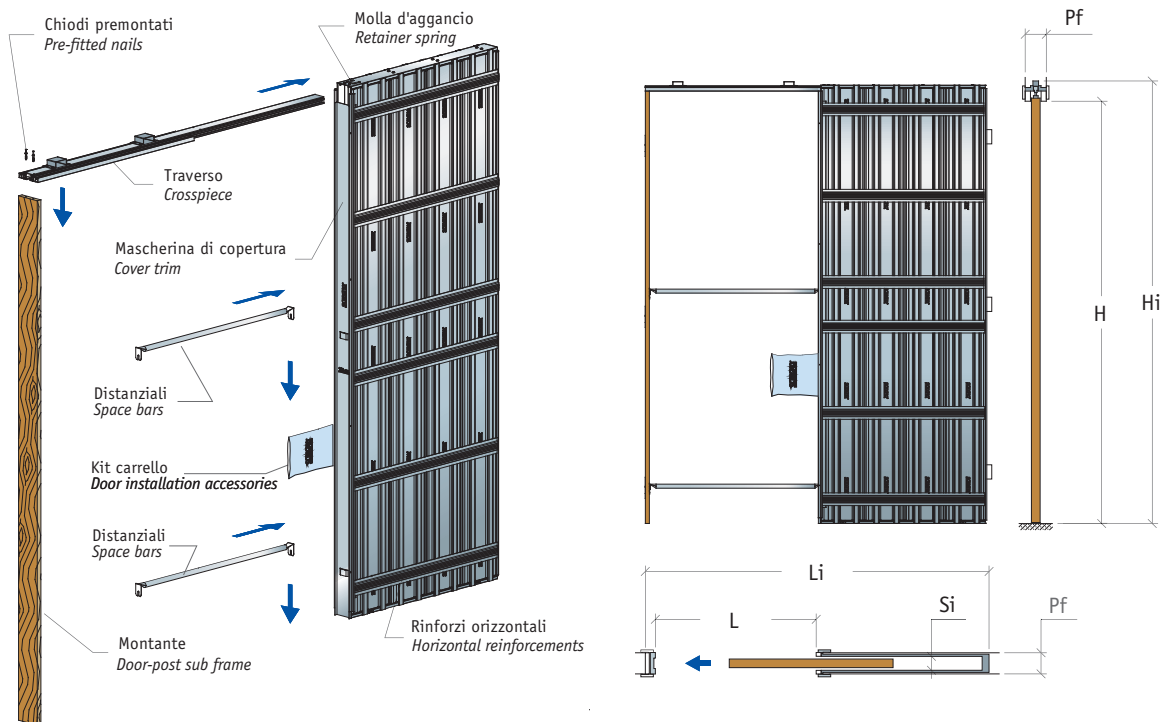 Chiodi premontati
Pre-fitted nails
Molla d'aggancio
Retainer spring
Traverso
Crosspiece
Mascherina di copertura
Cover trim
Distanziali
Space bars
Kit carrello
Door installation accessories
Distanziali
Space bars
Montante
Door-post sub frame
Rinforzi orizzontali
Horizontal reinforcements
Pf
H
Hi
Li
L
Si
Pf